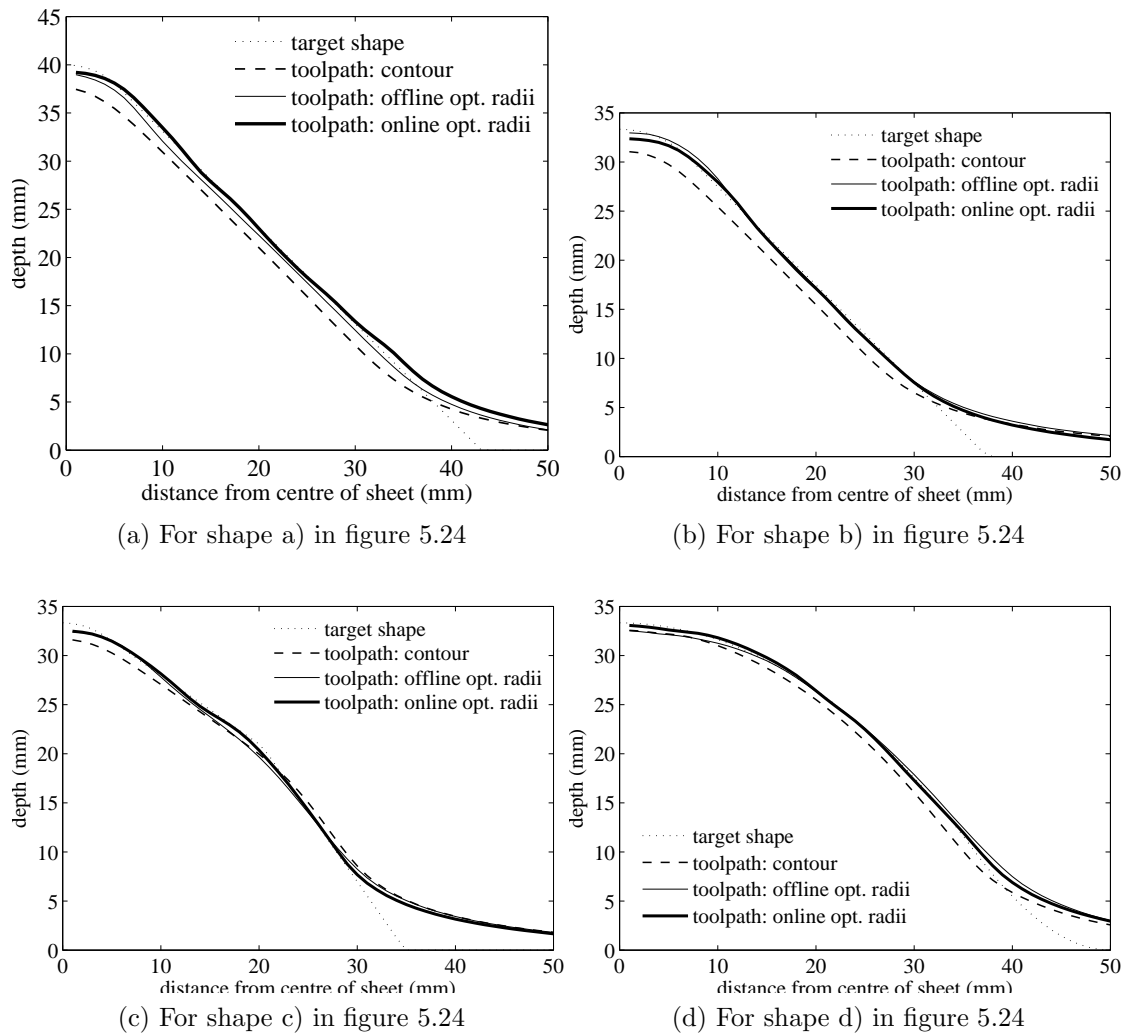 45
40
35
30
25
20
15
10
5
0
depth (mm)
target shape
toolpath: contour
toolpath: offline opt. radii
toolpath: online opt. radii
0 10 20 30 40 50
distance from centre of sheet (mm)
(a) For shape a) in figure 5.24
35
30
25
20
15
10
5
0
depth (mm)
target shape
toolpath: contour
toolpath: offline opt. radii
toolpath: online opt. radii
0 10 20 30 40 50
distance from centre of sheet (mm)
(b) For shape b) in figure 5.24
35
30
25
20
15
10
5
0
depth (mm)
target shape
toolpath: contour
toolpath: offline opt. radii
toolpath: online opt. radii
0 10 20 30 40 50
distance from centre of sheet (mm)
(c) For shape c) in figure 5.24
35
30
25
20
15
10
5
0
depth (mm)
target shape
toolpath: contour
toolpath: offline opt. radii
toolpath: online opt. radii
0 10 20 30 40 50
distance from centre of sheet (mm)
(d) For shape d) in figure 5.24